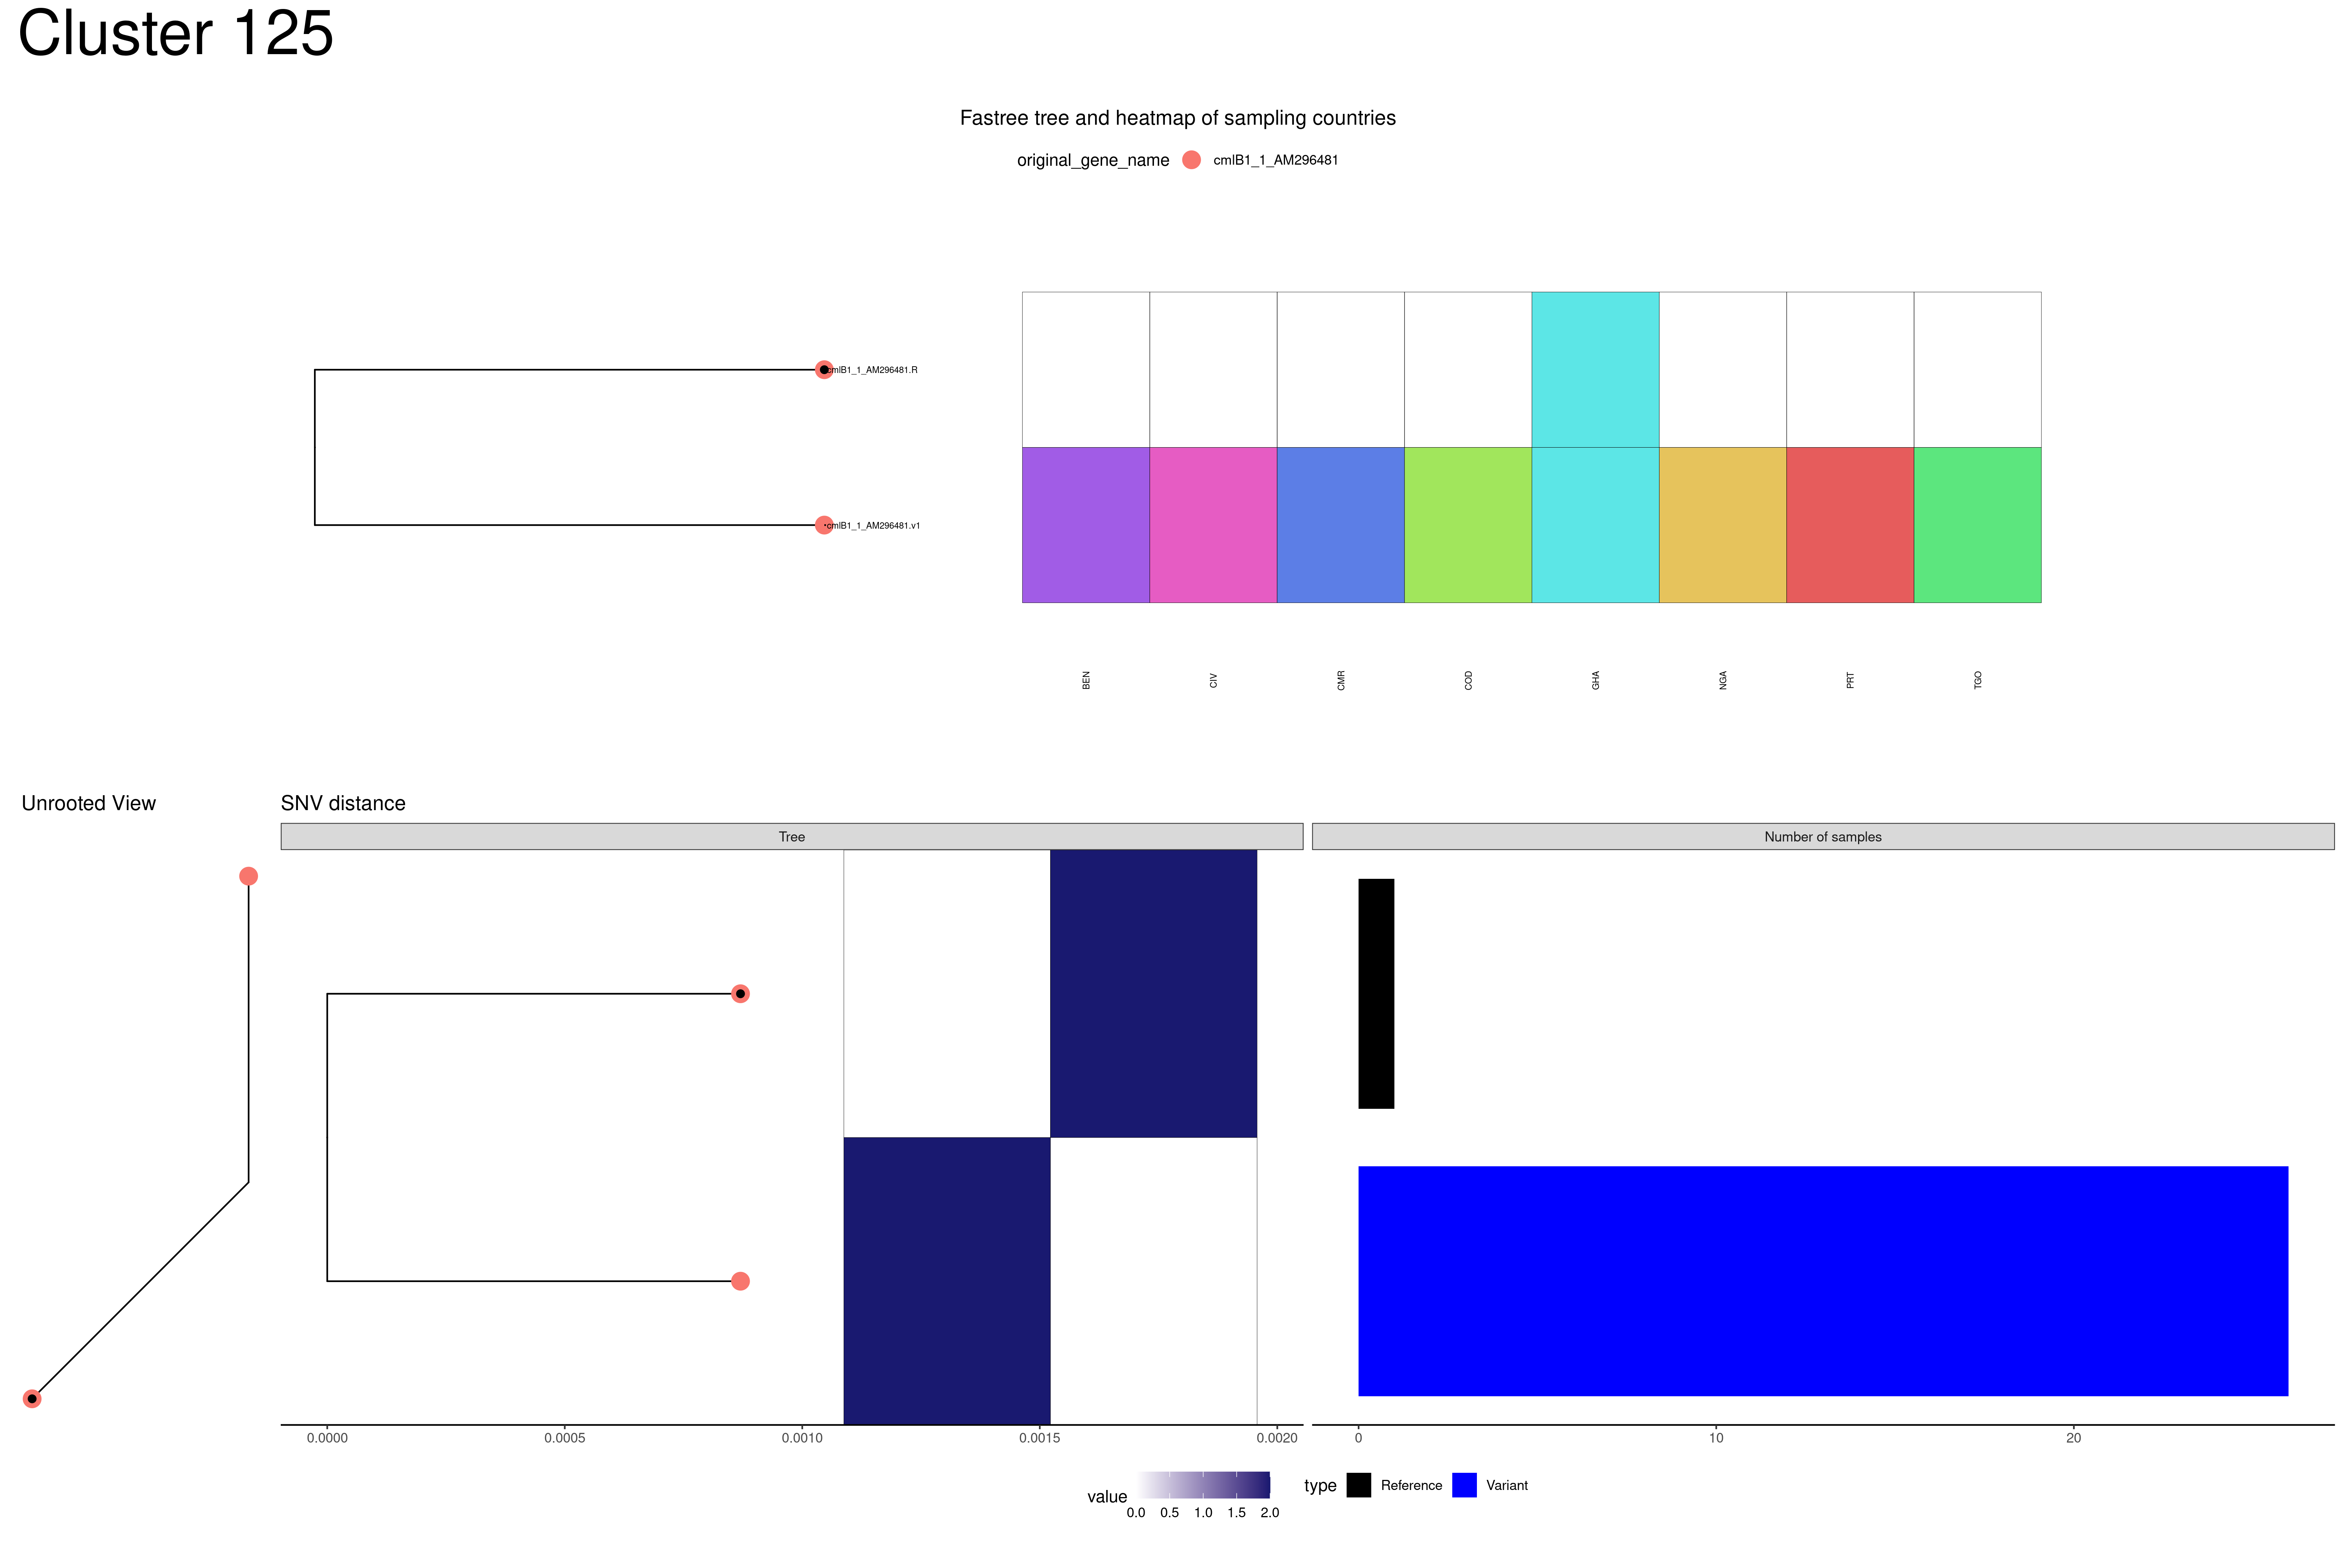 Cluster 125
Fastree tree and heatmap of sampling countries
original_gene_name cmlB1_1_AM296481
cmlB1_1_AM296481.R
cmlB1_1_AM296481.v1
BEN CIV CMR COD GHA NGA PRT TGO
Unrooted View SNV distance
Tree Number of samples
0.0000 0.0005 0.0010 0.0015 0.0020 0 10 20
value 0.0 0.5 1.0 1.5 2.0 type Reference Variant